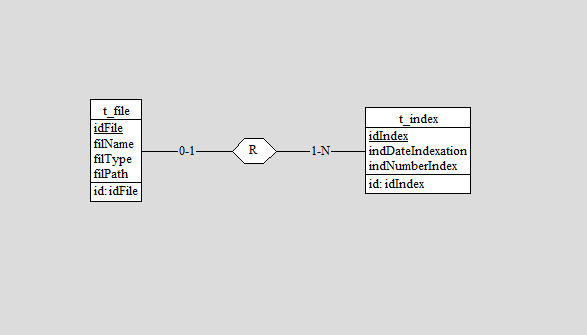 t_file
idFile
filName
filType
filPath
id: idFile
0-1
R
1-N
t_index
idIndex
indDateIndexation
indNumberIndex
id: idIndex